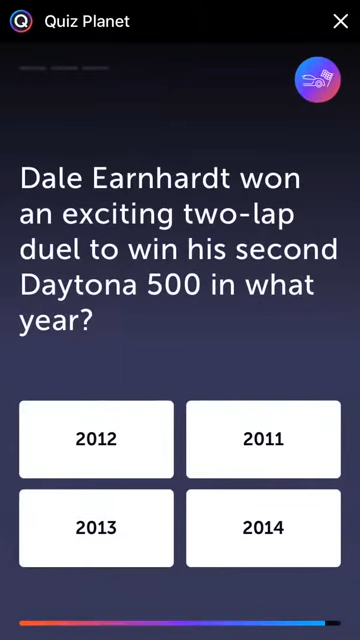 Quiz Planet
Dale Earnhardt won
an exciting two-lap
duel to win his second
Daytona 500 in what
year?
2012
2011
2013
2014